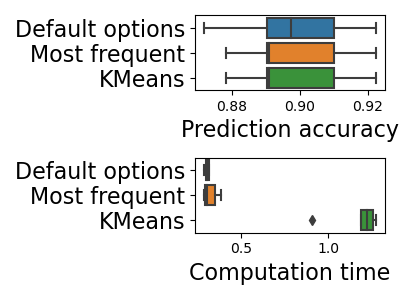 Default options
Most frequent
KMeans
0.88 0.90 0.92
Prediction accuracy
Default options
Most frequent
KMeans
0.5 1.0
Computation time